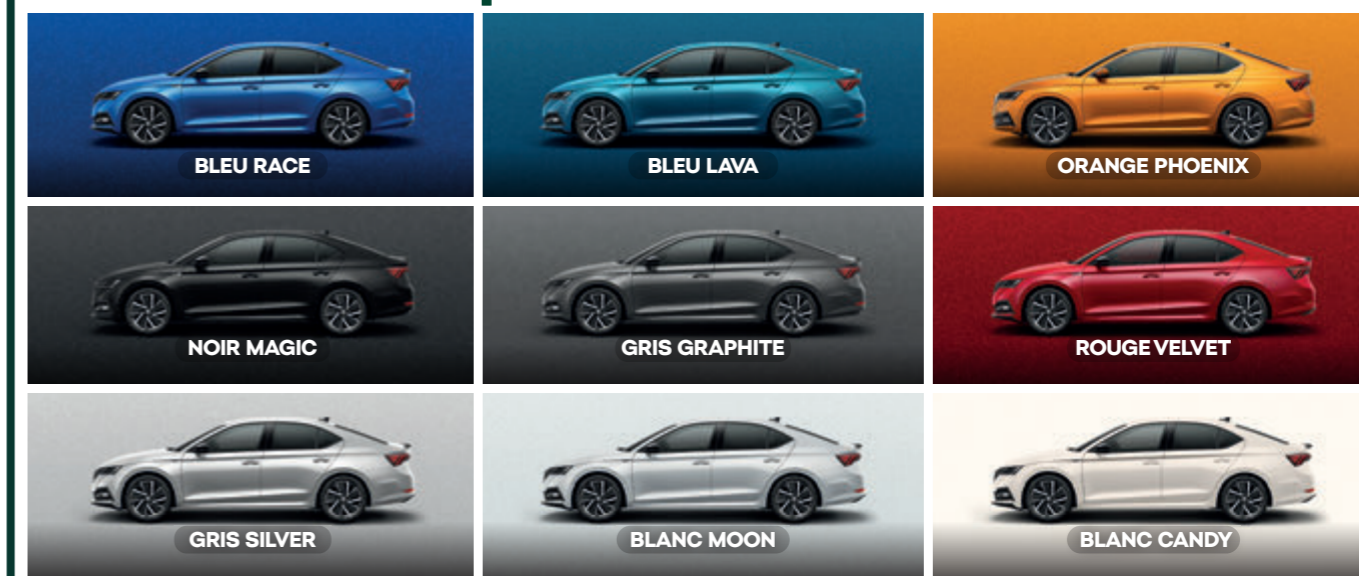 BLEU RACE
BLEU LAVA
ORANGE PHOENIX
NOIR MAGIC
GRIS GRAPHITE
ROUGE VELVET
GRIS SILVER
BLANC MOON
BLANC CANDY